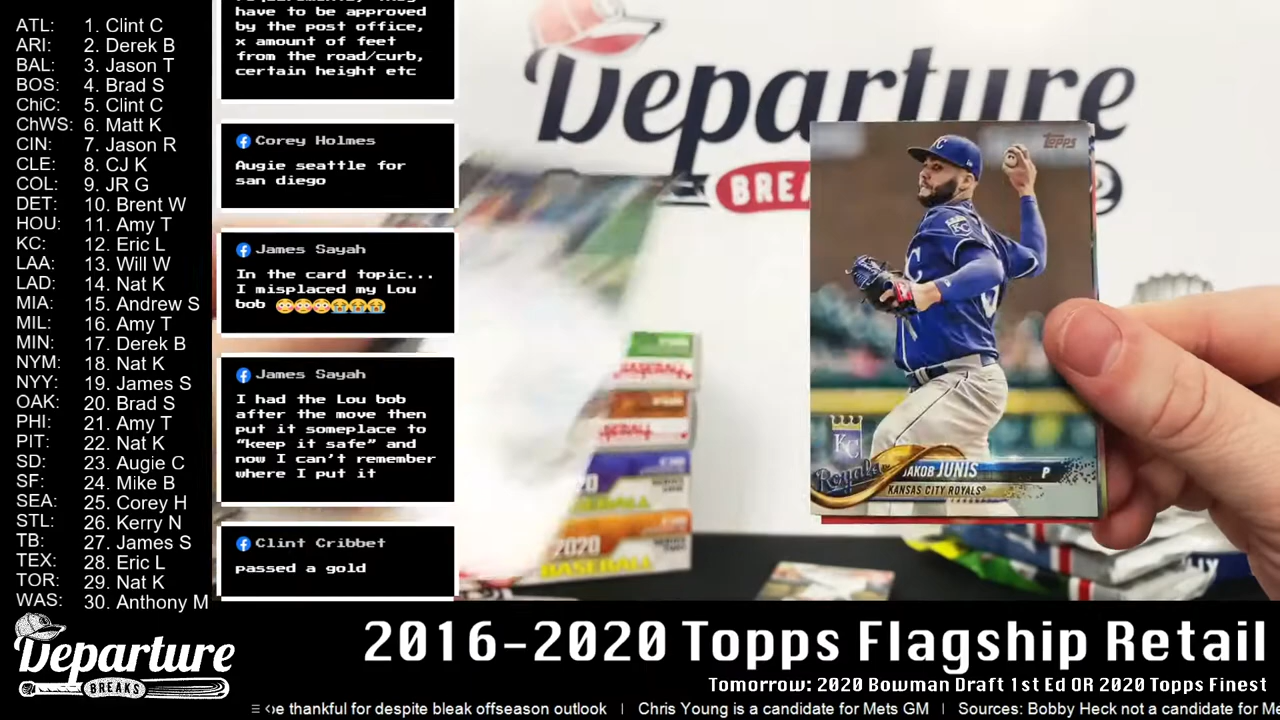 ATL: 1. Clint C
ARI: 2. Derek B
BAL: 3. Jason T
BOS: 4. Brad S
ChiC: 5. Clint C
ChWS: 6. Matt K
CIN: 7. Jason R
CLE: 8. CJ K
COL: 9. JR G
DET: 10. Brent W
HOU: 11. Amy T
KC: 12. Eric L
LAA: 13. Will W
LAD: 14. Nat K
MIA: 15. Andrew S
MIL: 16. Amy T
MIN: 17. Derek B
NYM: 18. Nat K
NYY: 19. James S
OAK: 20. Brad S
PHI: 21. Amy T
PIT: 22. Nat K
SD: 23. Augie C
SF: 24. Mike B
SEA: 25. Corey H
STL: 26. Kerry N
TB: 27. James S
TEX: 28. Eric L
TOR: 29. Nat K
WAS: 30. Anthony M
have to be approved
by the post office,
x amount of feet
from the road/curb,
certain height etc
Corey Holmes
Augie seattle for
san diego
James Sayah
In the card topic...
I misplaced my Lou
bob 😳😳😳😭😭😭
James Sayah
I had the Lou bob
after the move then
put it someplace to
“keep it safe” and
now I can’t remember
where I put it
Clint Cribbet
passed a gold
Departure
BREA
Topps
KC
KC
Royals
JAKOB JUNIS P
KANSAS CITY ROYALS®
BASEBALL
20
BASEBALL
2020
BASEBALL
Departure
BREAKS
2016-2020 Topps Flagship Retail
Tomorrow: 2020 Bowman Draft 1st Ed OR 2020 Topps Finest
be thankful for despite bleak offseason outlook | Chris Young is a candidate for Mets GM | Sources: Bobby Heck not a candidate for Me